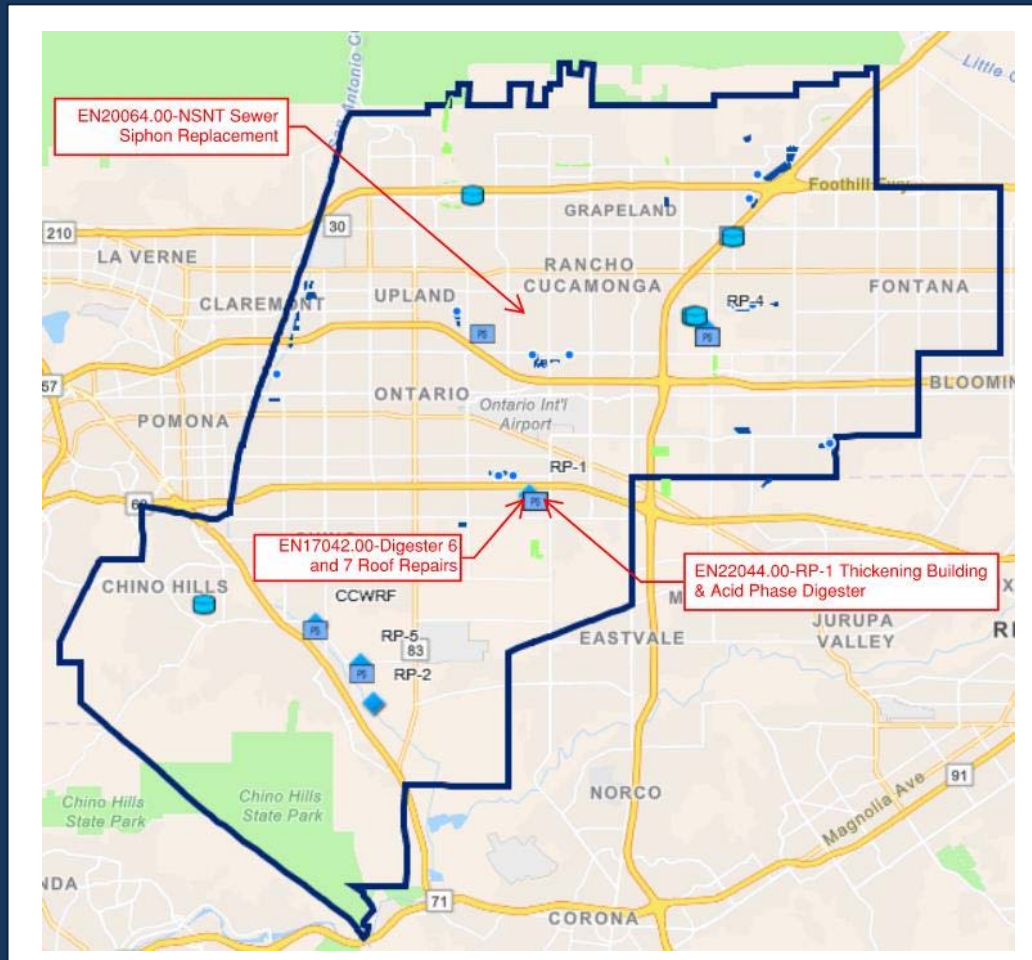 Little C
San Antonio C
EN20064.00-NSNT Sewer
Siphon Replacement
Foothill Fwy
GRAPELAND
210
30
LA VERNE
RANCHO
CUCAMONGA
CLAREMONT
UPLAND
RP-4
FONTANA
PS
PS
57
BLOOMIN
ONTARIO
Ontario Int'l
Airport
POMONA
RP-1
PS
60
EN17042.00-Digester 6
and 7 Roof Repairs
EN22044.00-RP-1 Thickening Building
& Acid Phase Digester
CHINO HILLS
CCWRF
PS
JURUPA
VALLEY
RP-5
83
EASTVALE
PS
RP-2
NORCO
91
Chino Hills
State Park
Chino Hills
State Park
Magnolia Ave
NDA
71
CORONA